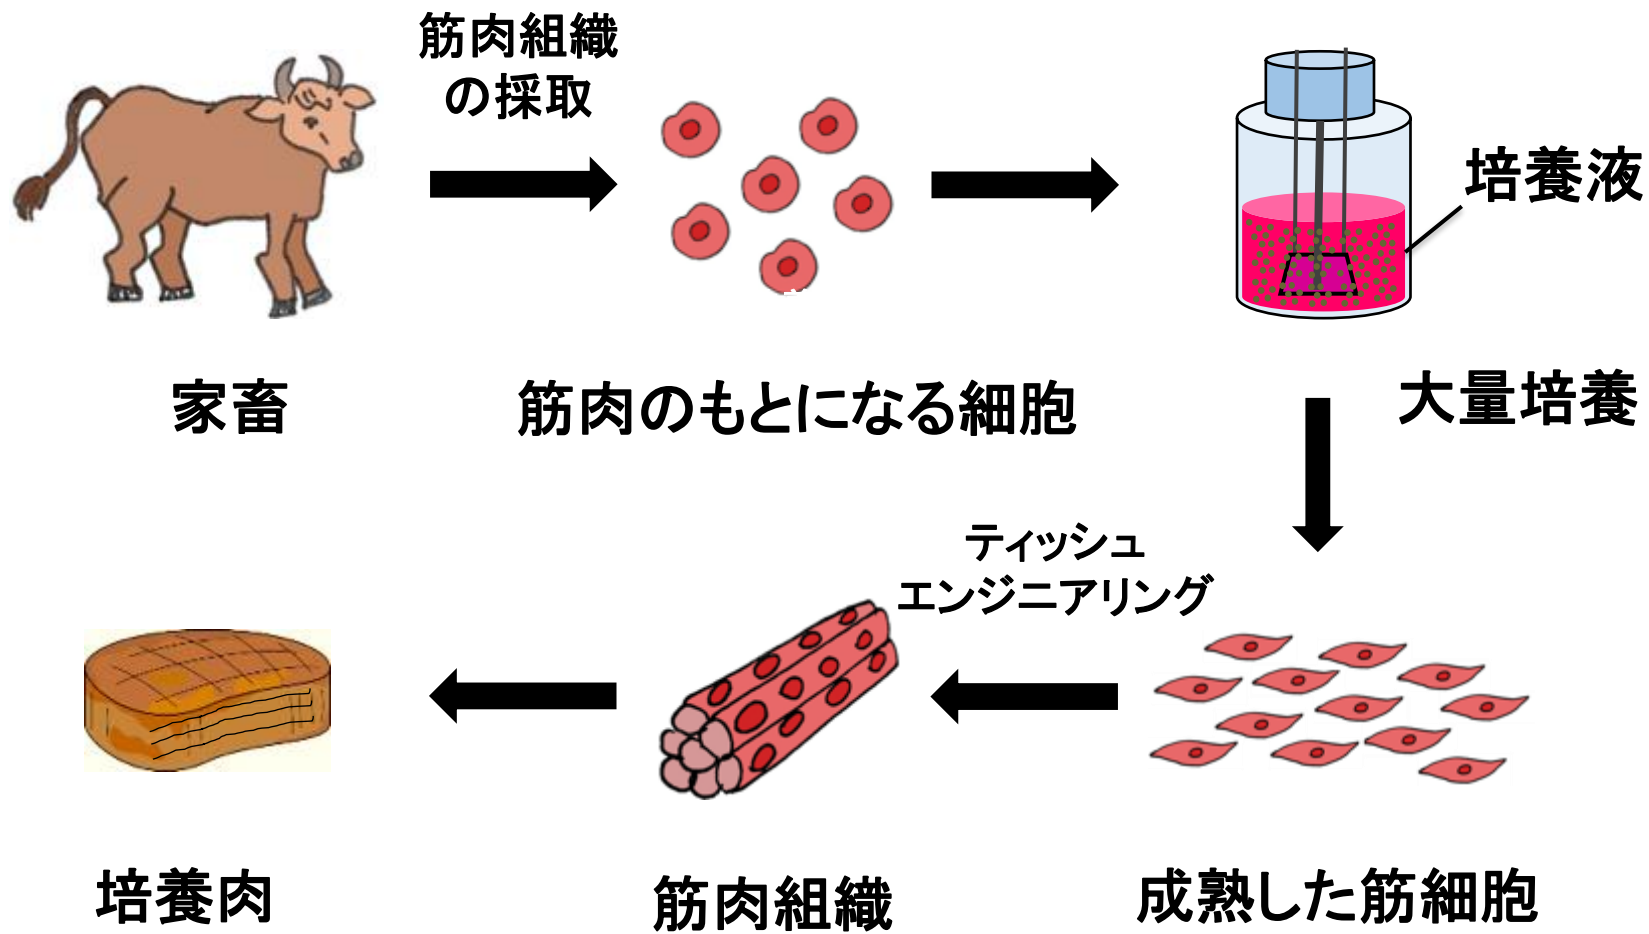 筋肉組織
の採取
培養液
家畜
筋肉のもとになる細胞
大量培養
ティッシュ
エンジニアリング
培養肉
筋肉組織
成熟した筋細胞